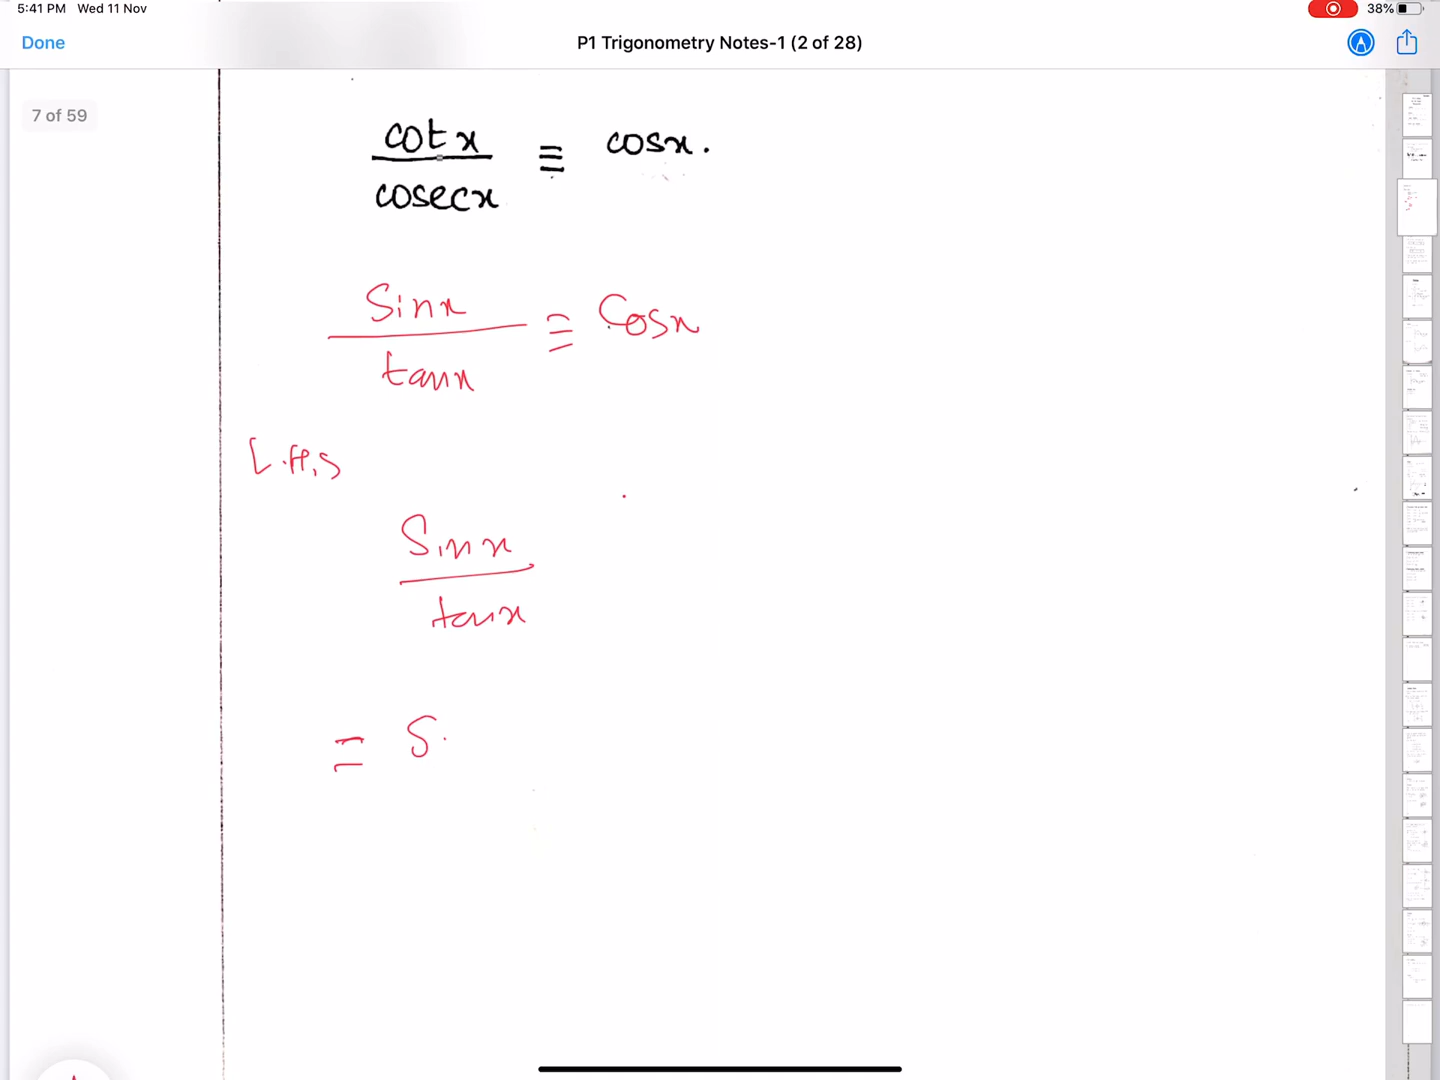 5:41 PM Wed 11 Nov 38%
Done P1 Trigonometry Notes-1 (2 of 28)
7 of 59
cot x
cosec x ≡ cosx.
Sinx
tanx ≡ Cosx
L.H.S
Sinx
tanx
= S.